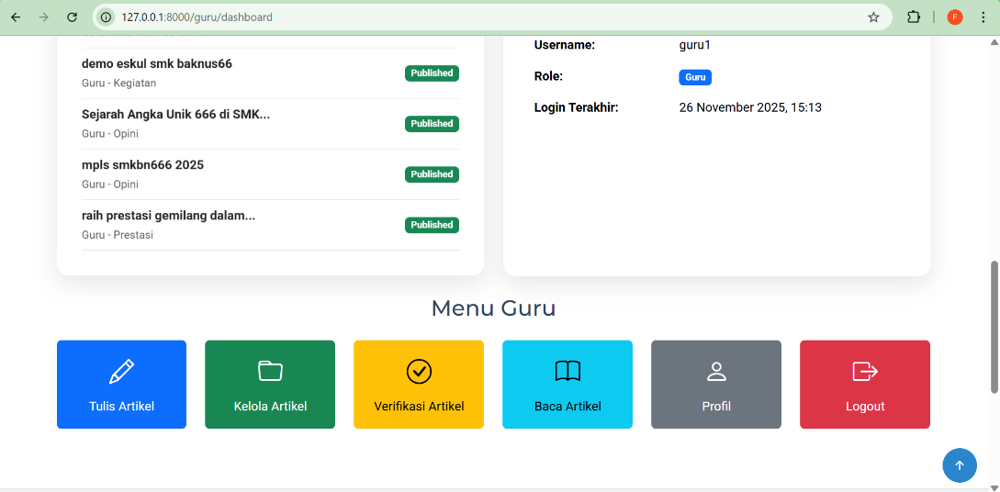 127.0.0.1:8000/guru/dashboard
F
demo eskul smk baknus66
Guru - Kegiatan
Published
Sejarah Angka Unik 666 di SMK...
Guru - Opini
Published
mpls smkbn666 2025
Guru - Opini
Published
raih prestasi gemilang dalam...
Guru - Prestasi
Published
Username: guru1
Role: Guru
Login Terakhir: 26 November 2025, 15:13
Menu Guru
Tulis Artikel
Kelola Artikel
Verifikasi Artikel
Baca Artikel
Profil
Logout